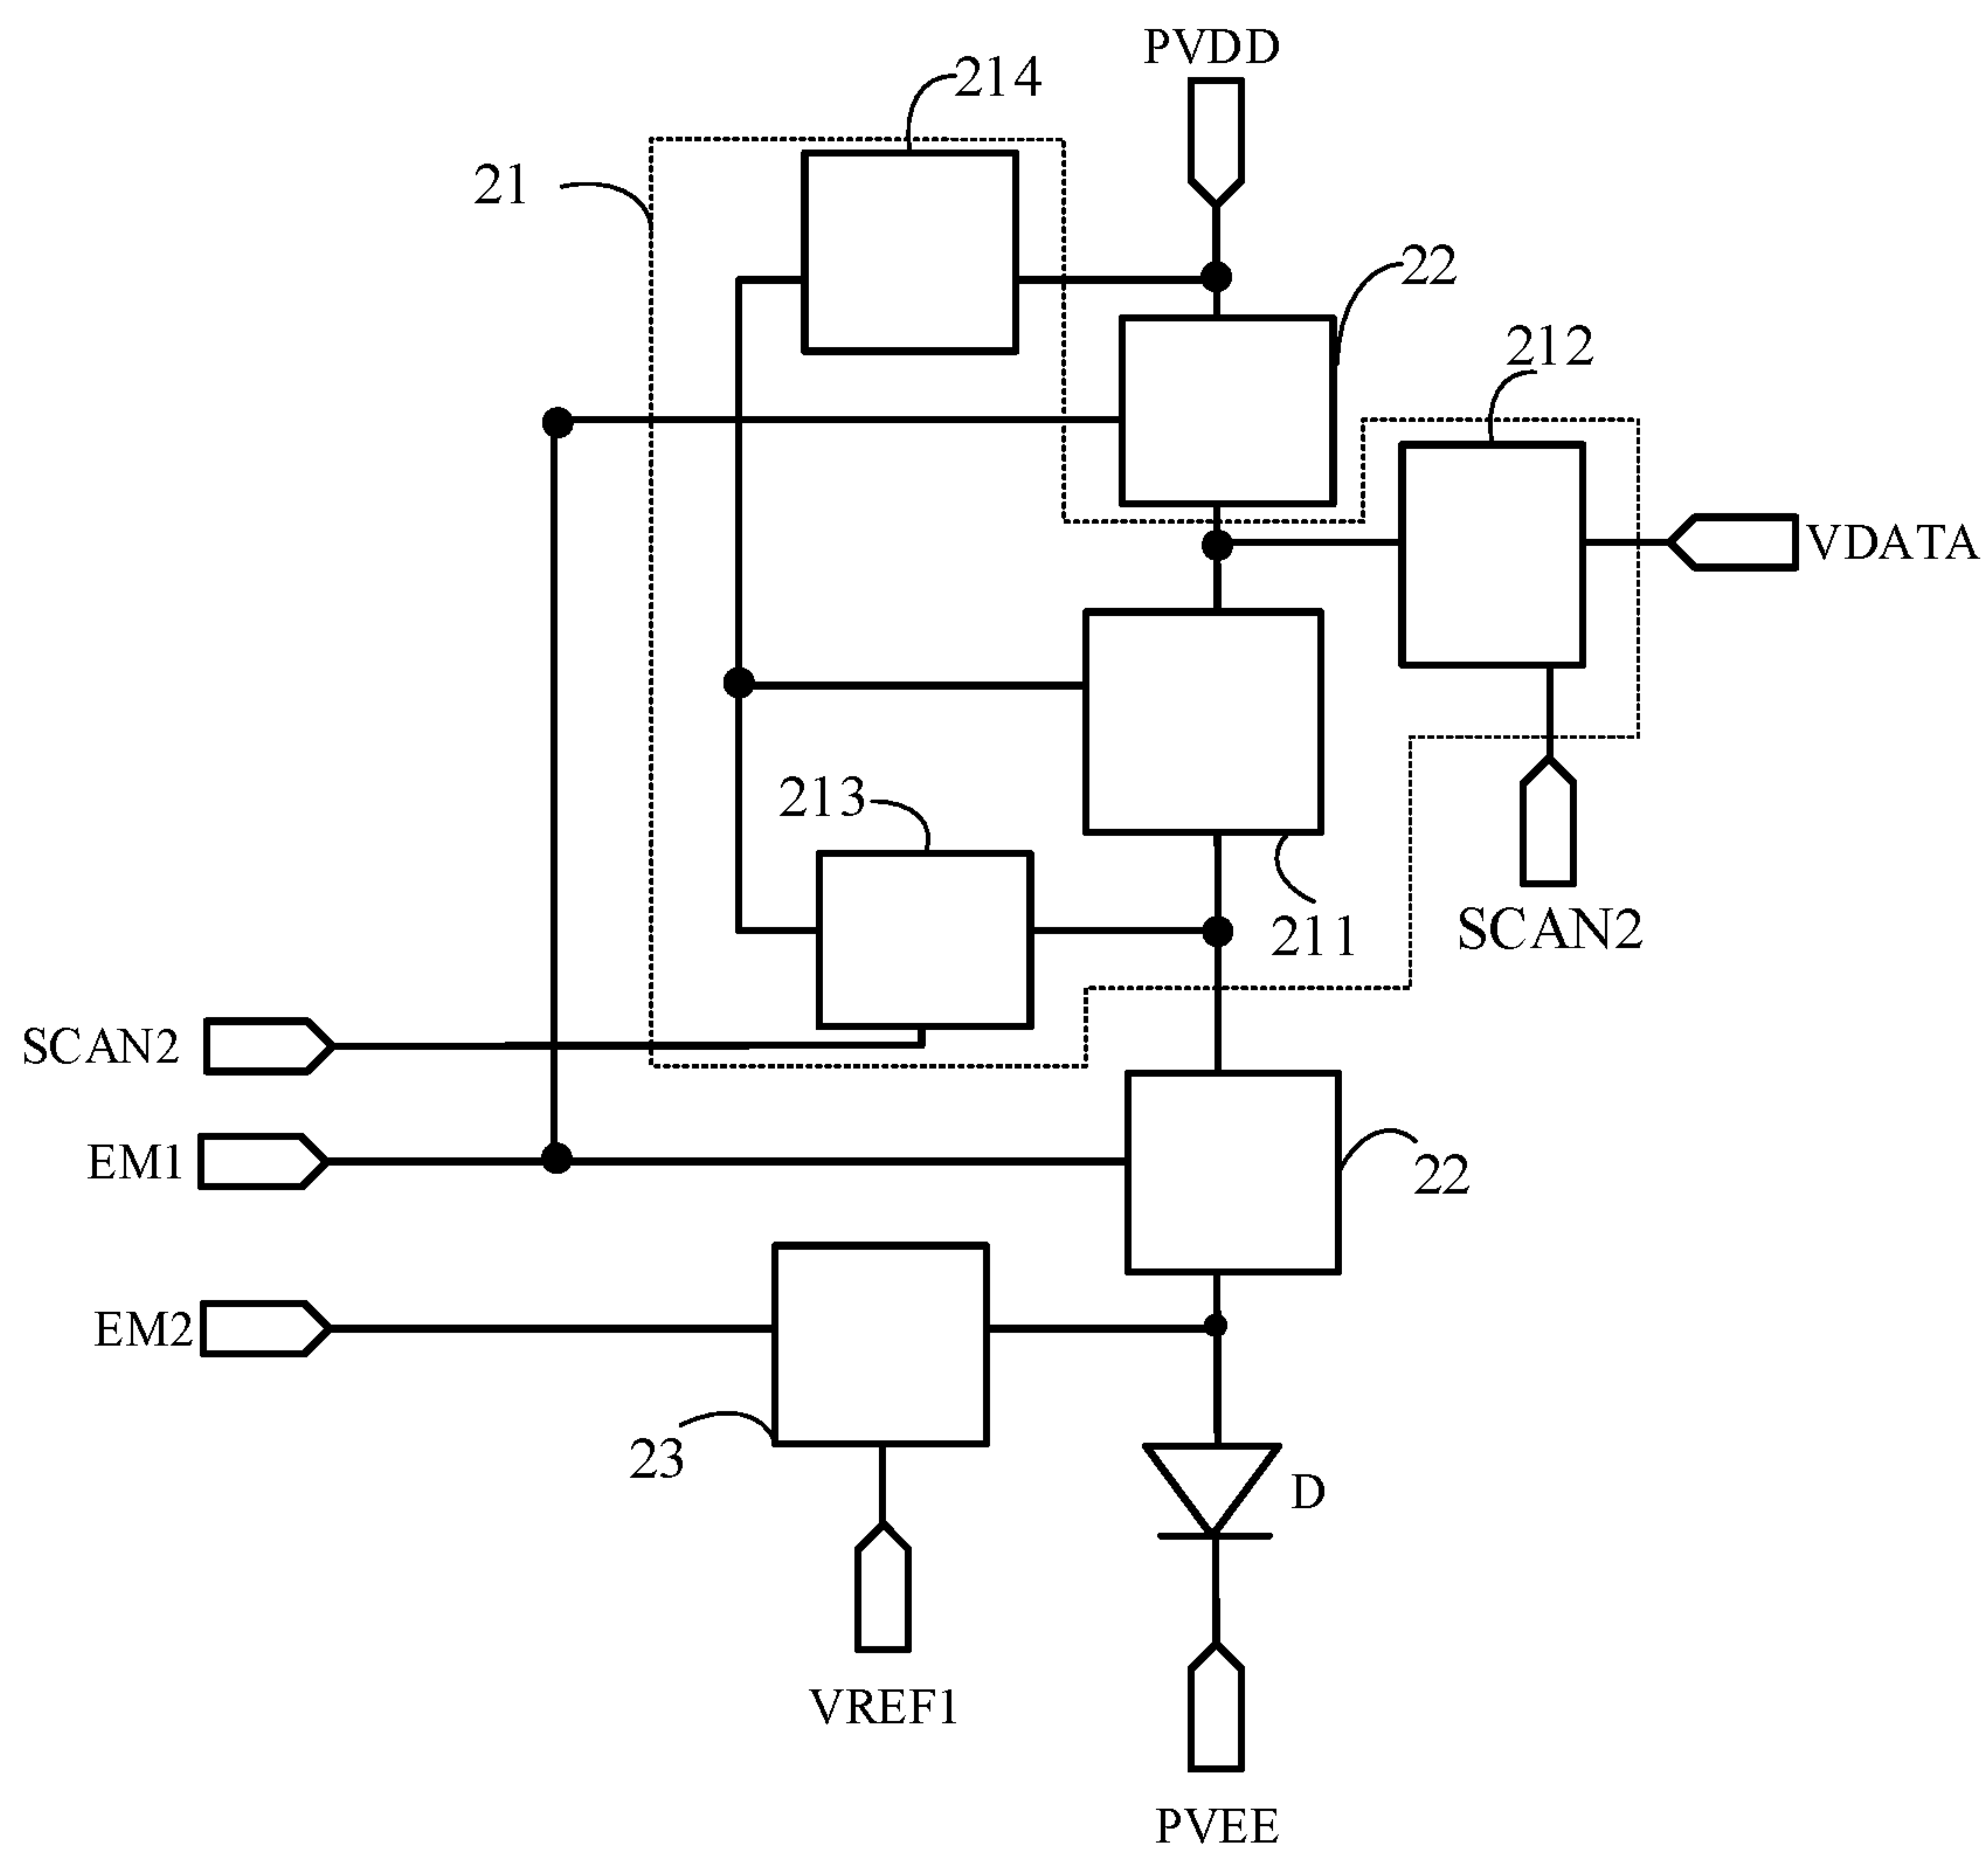 PVDD
214
21
22
212
VDATA
213
211
SCAN2
SCAN2
EM1
22
EM2
23
D
VREF1
PVEE